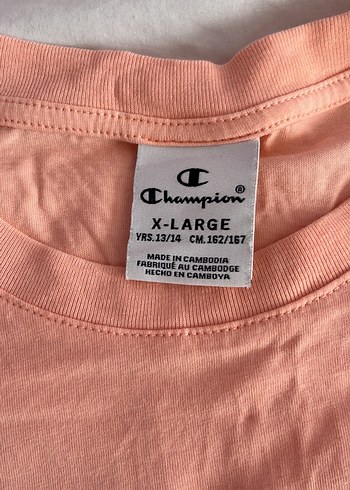 Champion®
X-LARGE
YRS.13/14 CM.162/167
MADE IN CAMBODIA
FABRIQUÉ AU CAMBODGE
HECHO EN CAMBOYA